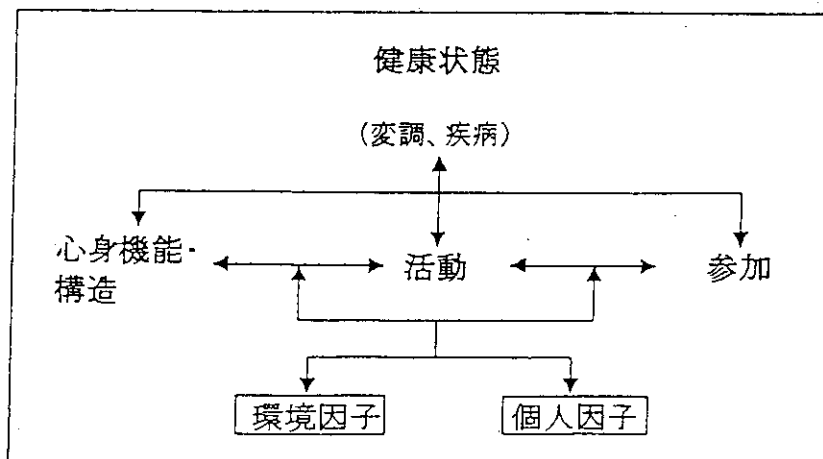 健康状態
(変調、疾病)
心身機能・
構造
活動
参加
環境因子
個人因子